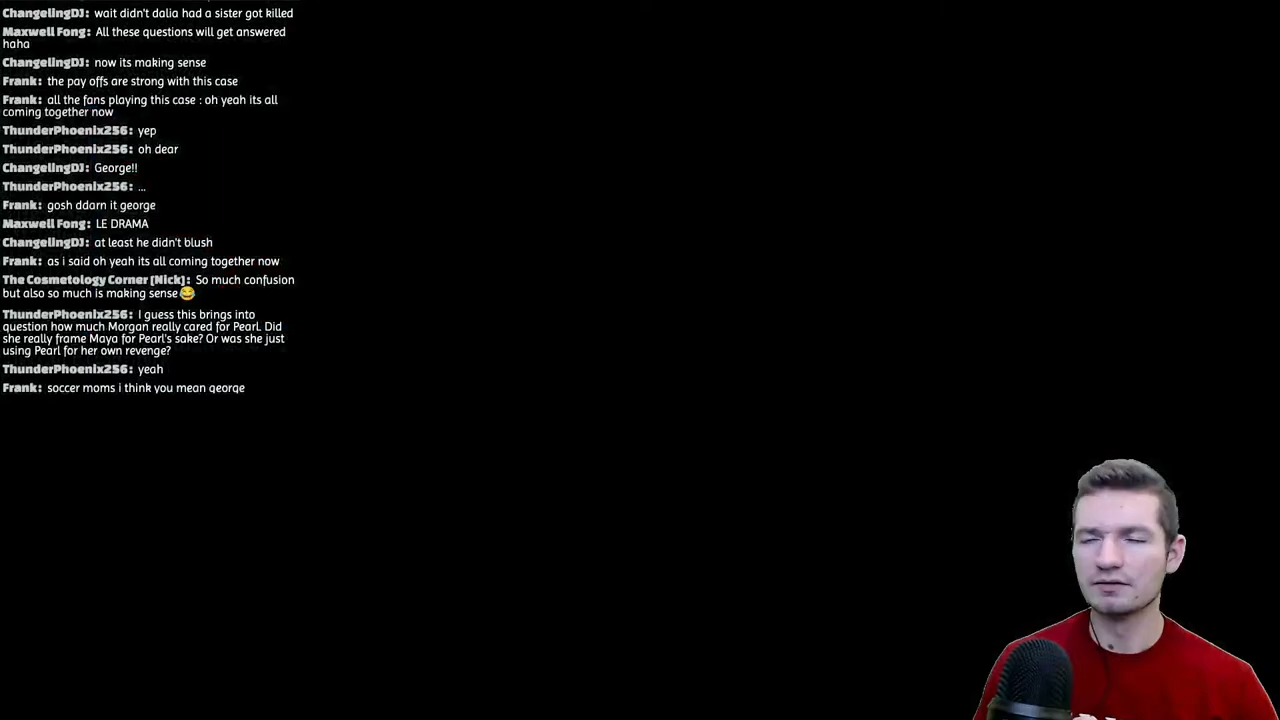 ChangelingDJ: wait didn't dalia had a sister got killed
Maxwell Fong: All these questions will get answered
haha
ChangelingDJ: now its making sense
Frank: the pay offs are strong with this case
Frank: all the fans playing this case : oh yeah its all
coming together now
ThunderPhoenix256: yep
ThunderPhoenix256: oh dear
ChangelingDJ: George!!
ThunderPhoenix256: ...
Frank: gosh ddarn it george
Maxwell Fong: LE DRAMA
ChangelingDJ: at least he didn't blush
Frank: as i said oh yeah its all coming together now
The Cosmetology Corner [Nick]: So much confusion
but also so much is making sense😂
ThunderPhoenix256: I guess this brings into
question how much Morgan really cared for Pearl. Did
she really frame Maya for Pearl's sake? Or was she just
using Pearl for her own revenge?
ThunderPhoenix256: yeah
Frank: soccer moms i think you mean george